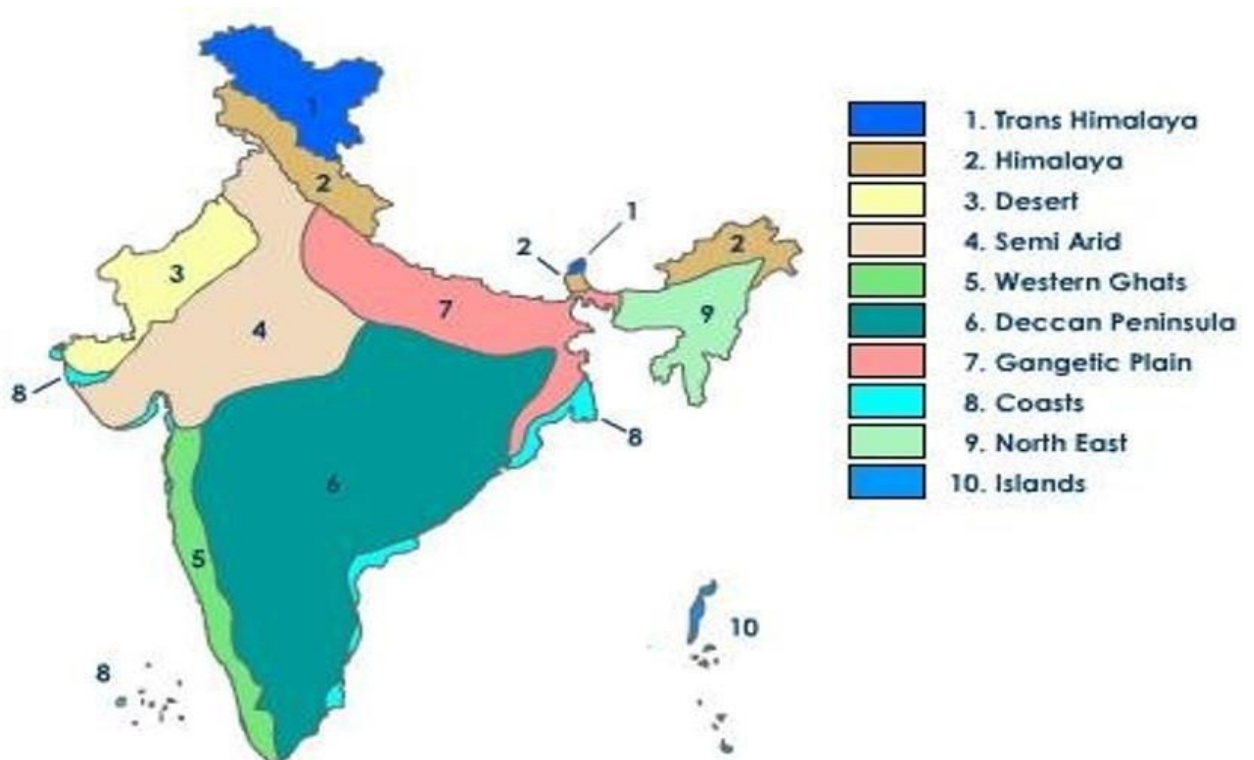 1
2
3
4
5
6
7
8
8
8
1
2
2
9
10
1. Trans Himalaya
2. Himalaya
3. Desert
4. Semi Arid
5. Western Ghats
6. Deccan Peninsula
7. Gangetic Plain
8. Coasts
9. North East
10. Islands